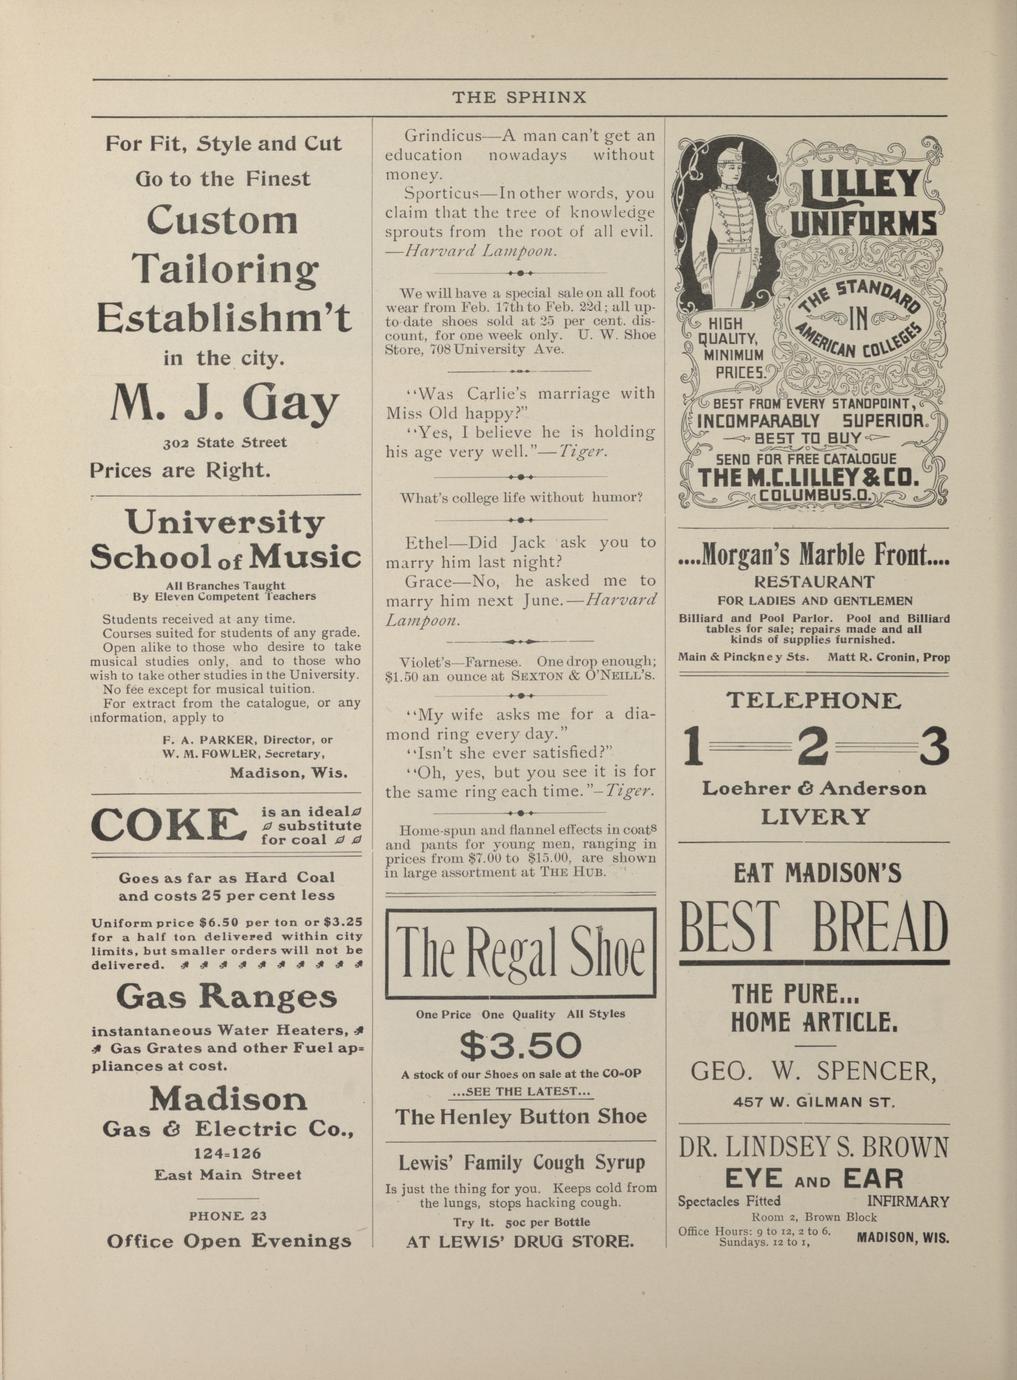 THE SPHINX
For Fit, Style and Cut
Go to the Finest
Custom
Tailoring
Establishm't
in the city.
M. J. Gay
302 State Street
Prices are Right.
University
School of Music
All Branches Taught
By Eleven Competent Teachers
Students received at any time.
Courses suited for students of any grade.
Open alike to those who desire to take
musical studies only, and to those who
wish to take other studies in the University.
No fee except for musical tuition.
For extract from the catalogue, or any
information, apply to
F. A. PARKER, Director, or
W. M. FOWLER, Secretary,
Madison, Wis.
COKE
is an ideal
substitute
for coal
Goes as far as Hard Coal
and costs 25 per cent less
Uniform price $6.50 per ton or $3.25
for a half ton delivered within city
limits, but smaller orders will not be
delivered.
Gas Ranges
instantaneous Water Heaters,
Gas Grates and other Fuel ap=
pliances at cost.
Madison
Gas & Electric Co.,
124=126
East Main Street
PHONE 23
Office Open Evenings
Grindicus—A man can't get an
education nowadays without
money.
Sporticus—In other words, you
claim that the tree of knowledge
sprouts from the root of all evil.
—Harvard Lampoon.
We will have a special sale on all foot
wear from Feb. 17th to Feb. 22d; all up-
to-date shoes sold at 25 per cent. dis-
count, for one week only. U. W. Shoe
Store, 708 University Ave.
"Was Carlie's marriage with
Miss Old happy?"
"Yes, I believe he is holding
his age very well."—Tiger.
What's college life without humor?
Ethel—Did Jack ask you to
marry him last night?
Grace—No, he asked me to
marry him next June.—Harvard
Lampoon.
Violet's—Farnese. One drop enough;
$1.50 an ounce at SEXTON & O'NEILL'S.
"My wife asks me for a dia-
mond ring every day."
"Isn't she ever satisfied?"
"Oh, yes, but you see it is for
the same ring each time."—Tiger.
Home-spun and flannel effects in coats
and pants for young men, ranging in
prices from $7.00 to $15.00, are shown
in large assortment at THE HUB.
The Regal Shoe
One Price One Quality All Styles
$3.50
A stock of our Shoes on sale at the CO=OP
...SEE THE LATEST...
The Henley Button Shoe
Lewis' Family Cough Syrup
Is just the thing for you. Keeps cold from
the lungs, stops hacking cough.
Try It. 50c per Bottle
AT LEWIS' DRUG STORE.
LILLEY
UNIFORMS
THE STANDARD
IN
AMERICAN COLLEGES
HIGH
QUALITY,
MINIMUM
PRICES.
BEST FROM EVERY STANDPOINT,
INCOMPARABLY SUPERIOR.
BEST TO BUY
SEND FOR FREE CATALOGUE
THE M.C. LILLEY & CO.
COLUMBUS.O.
....Morgan's Marble Front....
RESTAURANT
FOR LADIES AND GENTLEMEN
Billiard and Pool Parlor. Pool and Billiard
tables for sale; repairs made and all
kinds of supplies furnished.
Main & Pinckney Sts. Matt R. Cronin, Prop
TELEPHONE
1 2 3
Loehrer & Anderson
LIVERY
EAT MADISON'S
BEST BREAD
THE PURE...
HOME ARTICLE.
GEO. W. SPENCER,
457 W. GILMAN ST.
DR. LINDSEY S. BROWN
EYE AND EAR
Spectacles Fitted INFIRMARY
Room 2, Brown Block
Office Hours: 9 to 12, 2 to 6.
Sundays. 12 to 1,
MADISON, WIS.